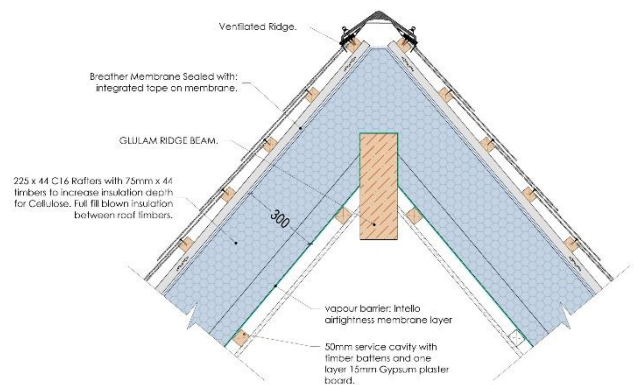 Ventilated Ridge.
Breather Membrane Sealed with:
integrated tape on membrane.
GLULAM RIDGE BEAM.
225 x 44 C16 Rafters with 75mm x 44
timbers to increase insulation depth
for Cellulose. Full fill blown insulation
between roof timbers.
300
vapour barrier: Intello
airtightness membrane layer
50mm service cavity with
timber battens and one
layer 15mm Gypsum plaster
board.